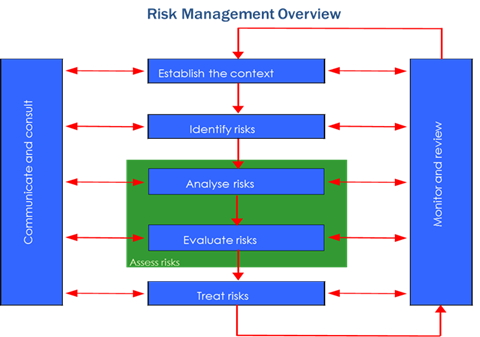 Risk Management Overview
Communicate and consult
Establish the context
Identify risks
Analyse risks
Evaluate risks
Assess risks
Treat risks
Monitor and review